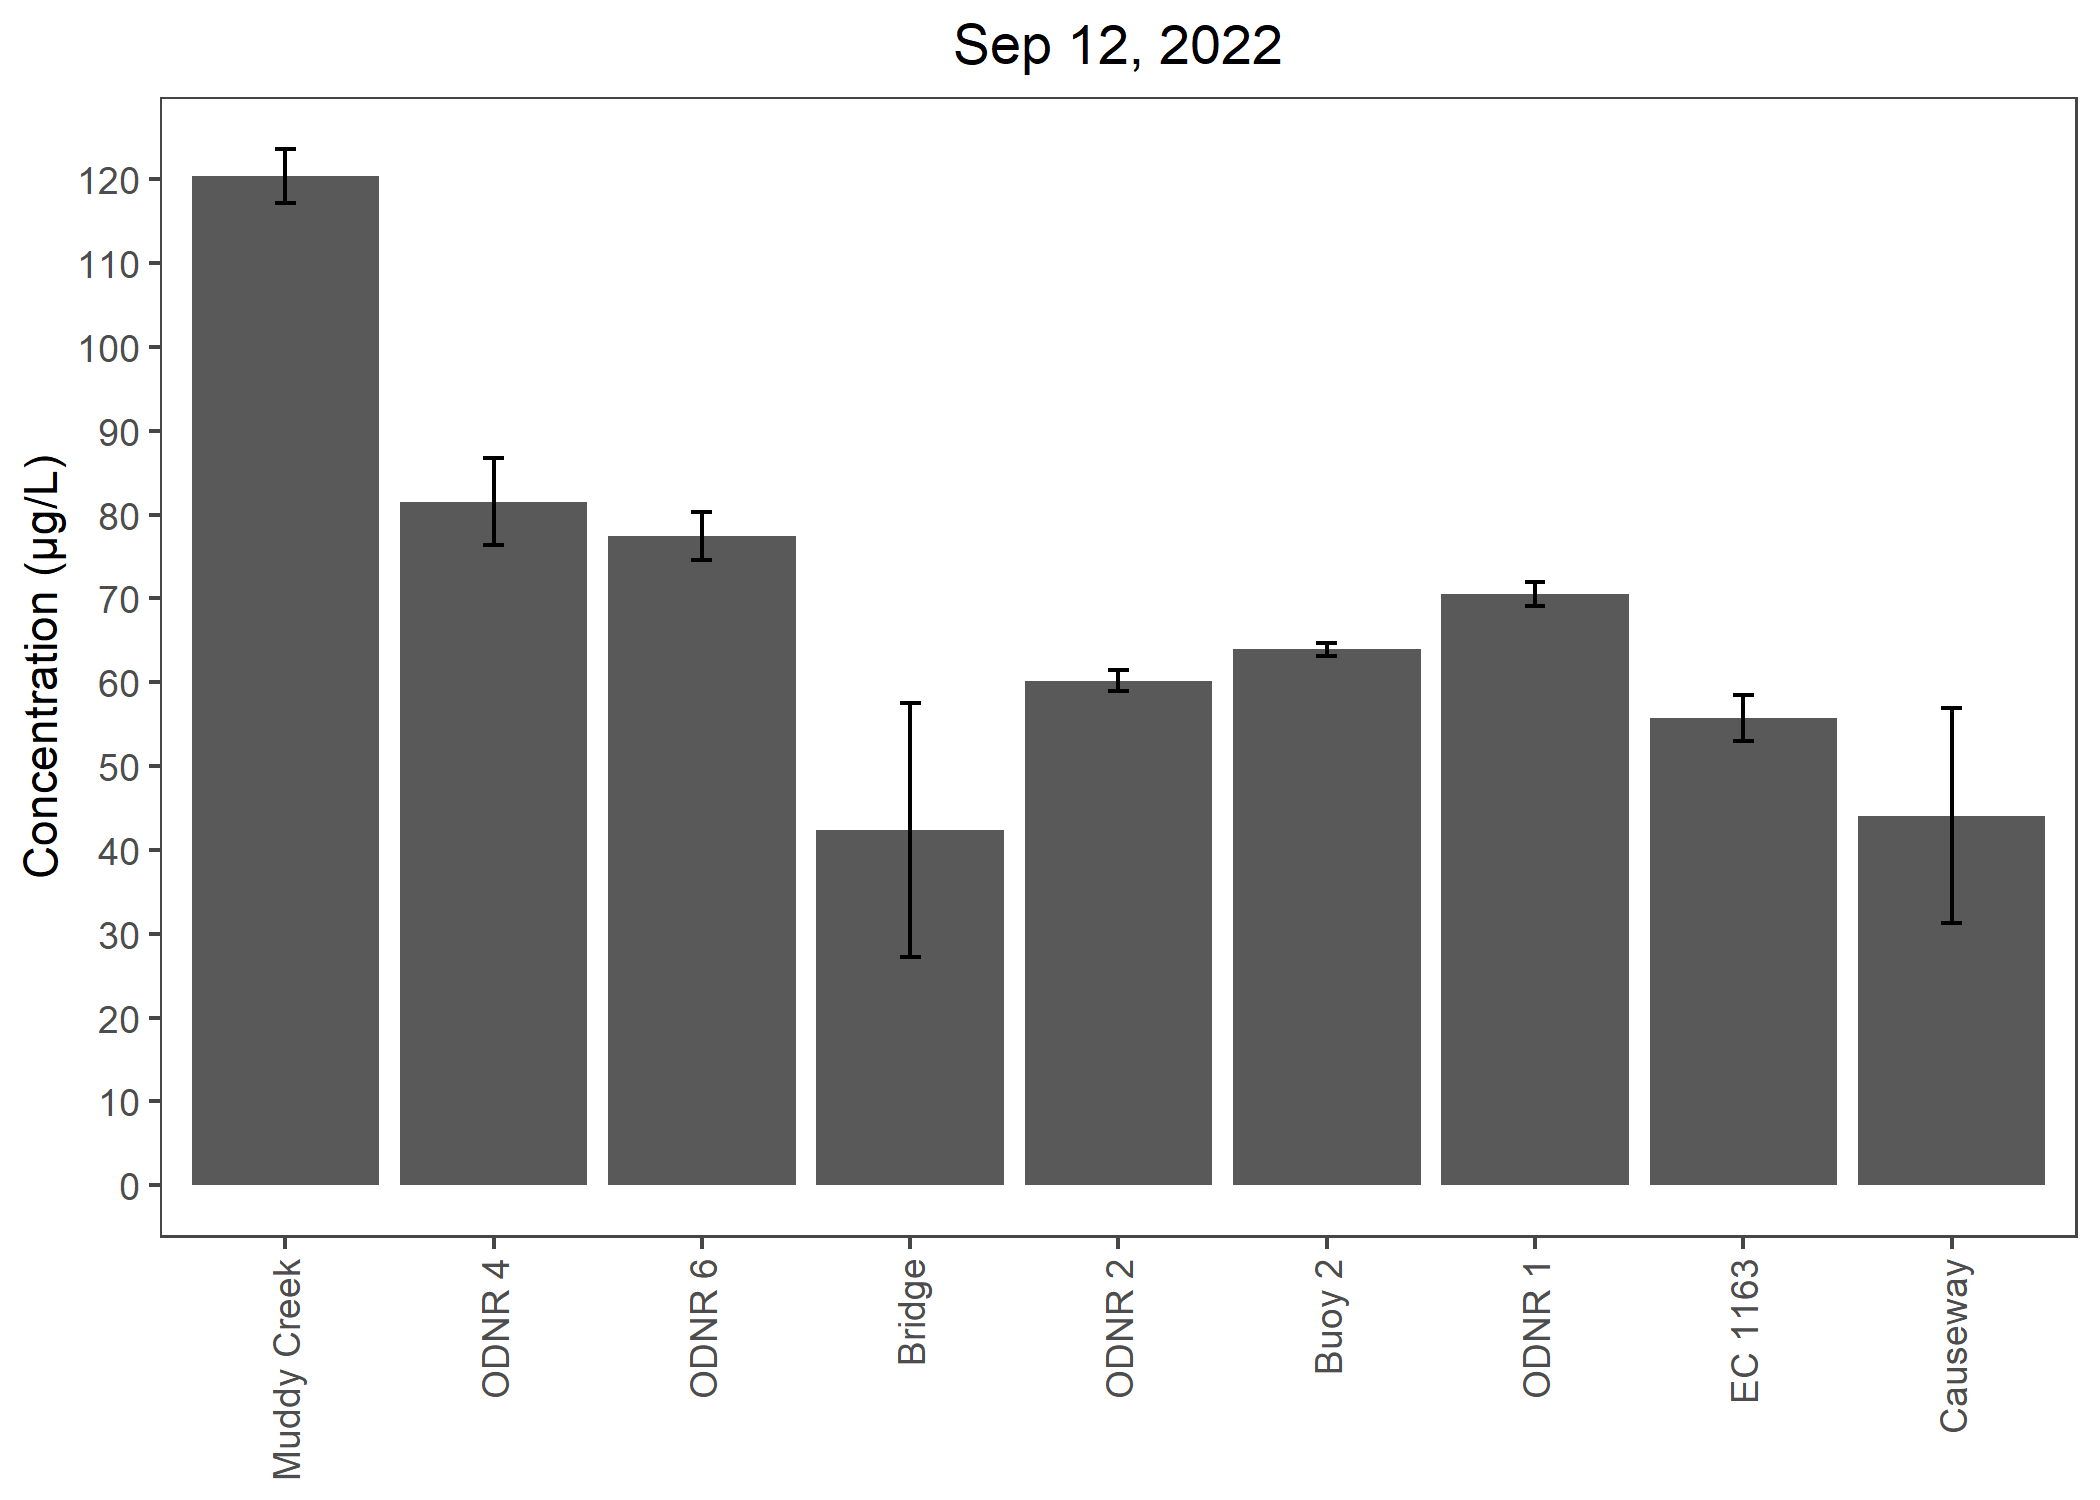 Sep 12, 2022
Concentration (µg/L)
120
110
100
90
80
70
60
50
40
30
20
10
0
Muddy Creek
ODNR 4
ODNR 6
Bridge
ODNR 2
Buoy 2
ODNR 1
EC 1163
Causeway